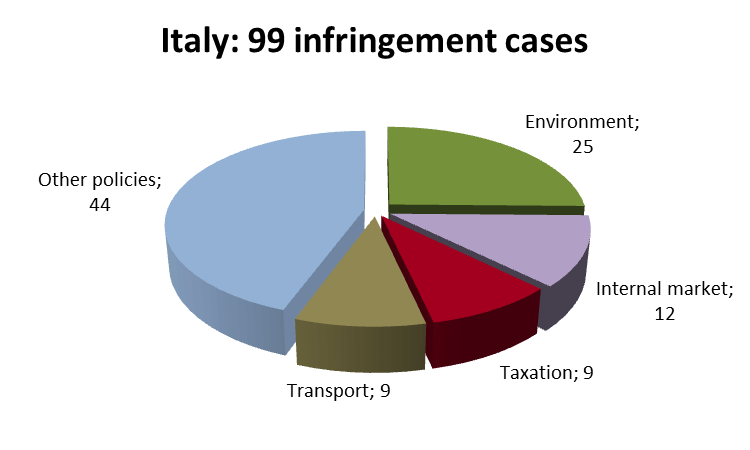 Italy: 99 infringement cases
Environment;
25
Other policies;
44
Internal market;
12
Taxation; 9
Transport; 9